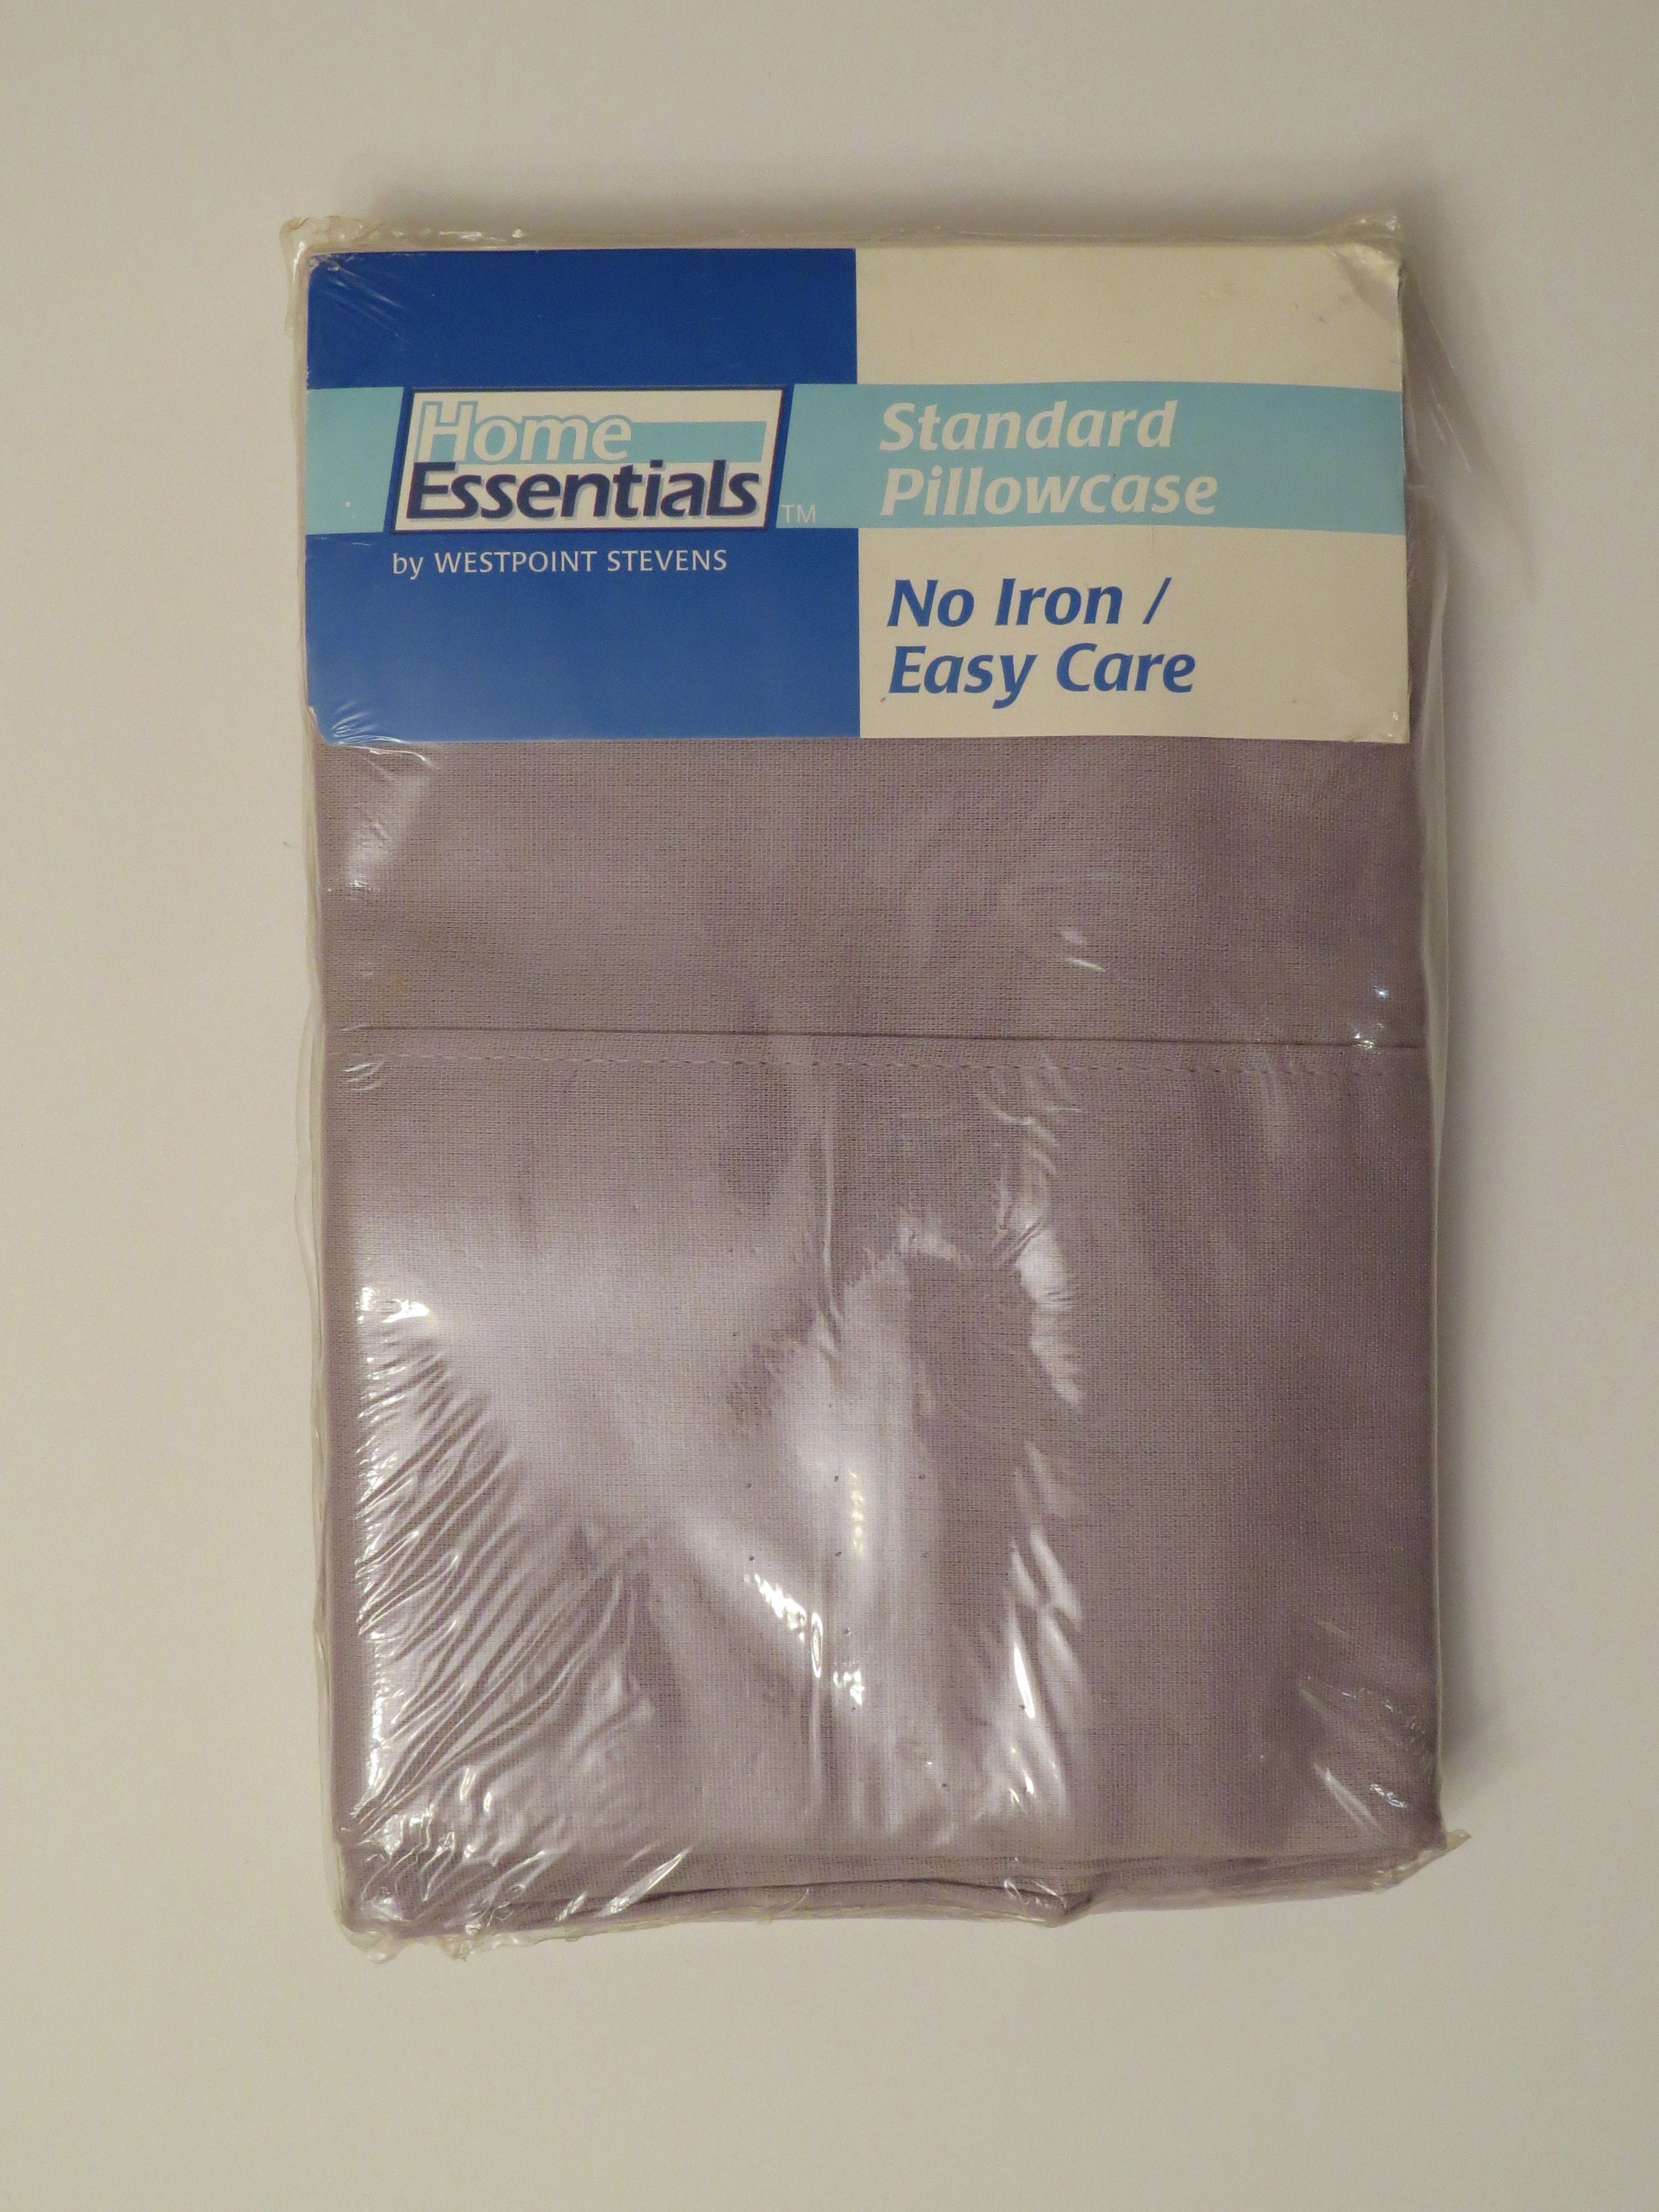 Home
Essentials
TM
by WESTPOINT STEVENS
Standard
Pillowcase
No Iron /
Easy Care